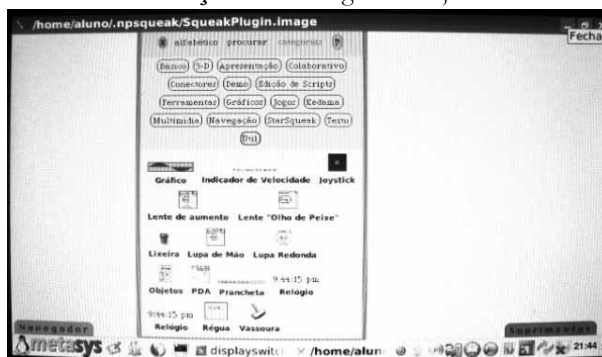 /home/aluno/.npsqueak/SqueakPlugin.image
Fecha
alfabético procurar categorias
Básico 3-D Apresentação Colaborativo
Conectores Demo Edição de Scripts
Ferramentas Gráficos Jogos Kedama
Multimídia Navegação StarSqueak Texto
Útil
Gráfico Indicador de Velocidade Joystick
Lente de aumento Lente "Olho de Peixe"
Lixeira Lupa de Mão Lupa Redonda
9:44:15 pm
Objetos PDA Prancheta Relógio
9:44:15 pm
Relógio Régua Vassoura
Navegador
Suprimentos
metasys
displayswitc
/home/alun
21:44